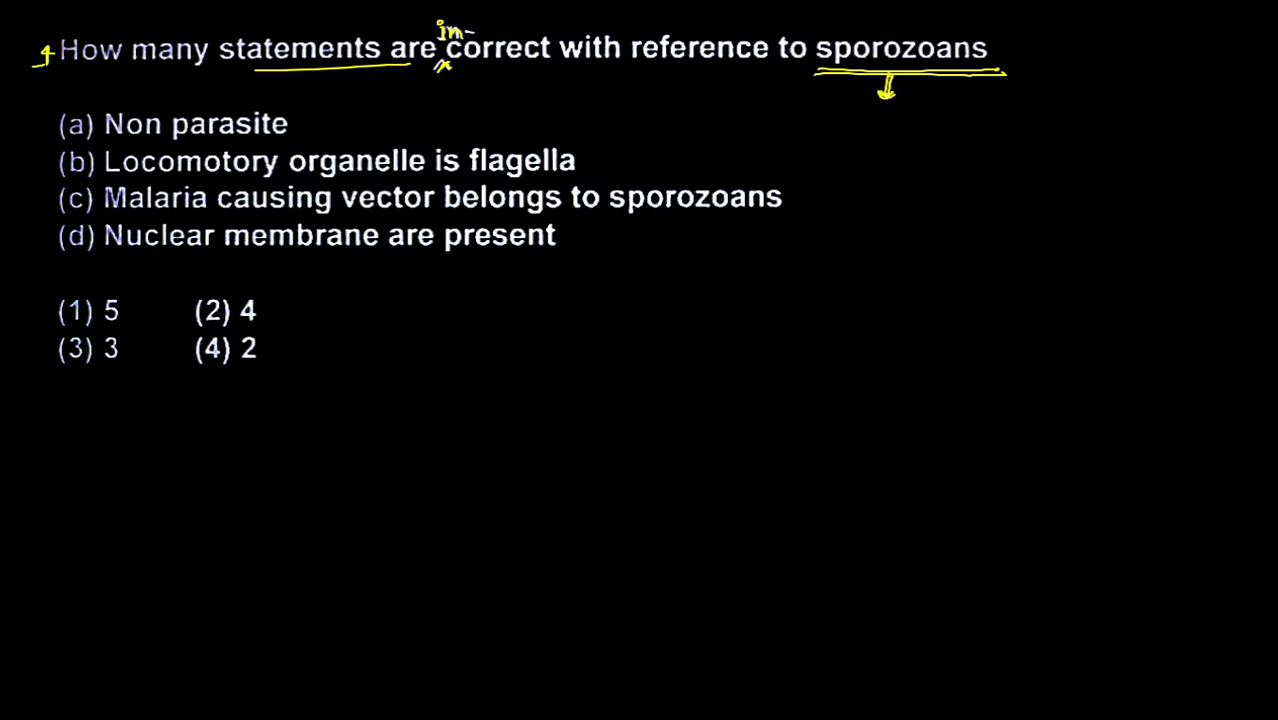 How many statements are in-correct with reference to sporozoans
(a) Non parasite
(b) Locomotory organelle is flagella
(c) Malaria causing vector belongs to sporozoans
(d) Nuclear membrane are present
(1) 5 (2) 4
(3) 3 (4) 2